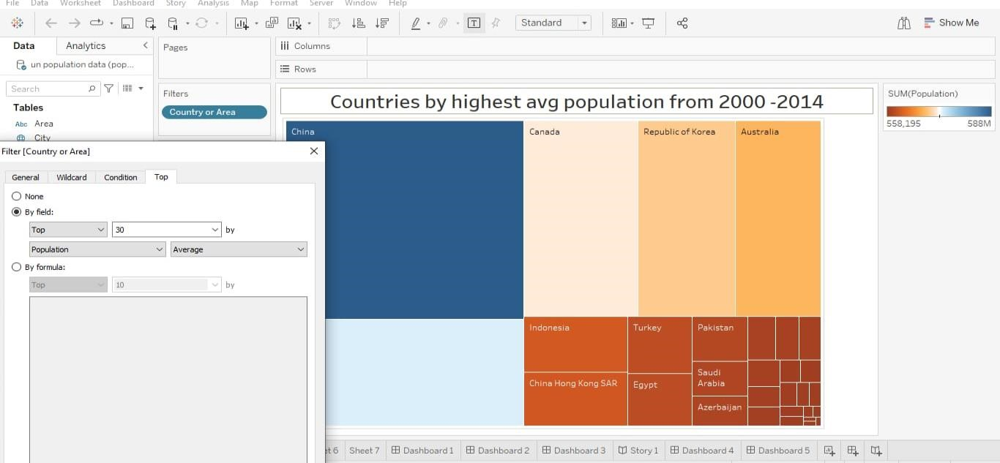 File Data Worksheet Dashboard Story Analysis Map Format Server Window Help
Standard
Show Me
Data
Analytics
un population data (pop...
Search
Tables
Abc Area
City
Pages
Filters
Country or Area
Columns
Rows
Countries by highest avg population from 2000 -2014
SUM(Population)
558,195 588M
China
Canada
Republic of Korea
Australia
Indonesia
Turkey
Pakistan
China Hong Kong SAR
Egypt
Saudi
Arabia
Azerbaijan
Filter [Country or Area]
General Wildcard Condition Top
None
By field:
Top 30 by
Population Average
By formula:
Top 10 by
et 6 Sheet 7 Dashboard 1 Dashboard 2 Dashboard 3 Story 1 Dashboard 4 Dashboard 5